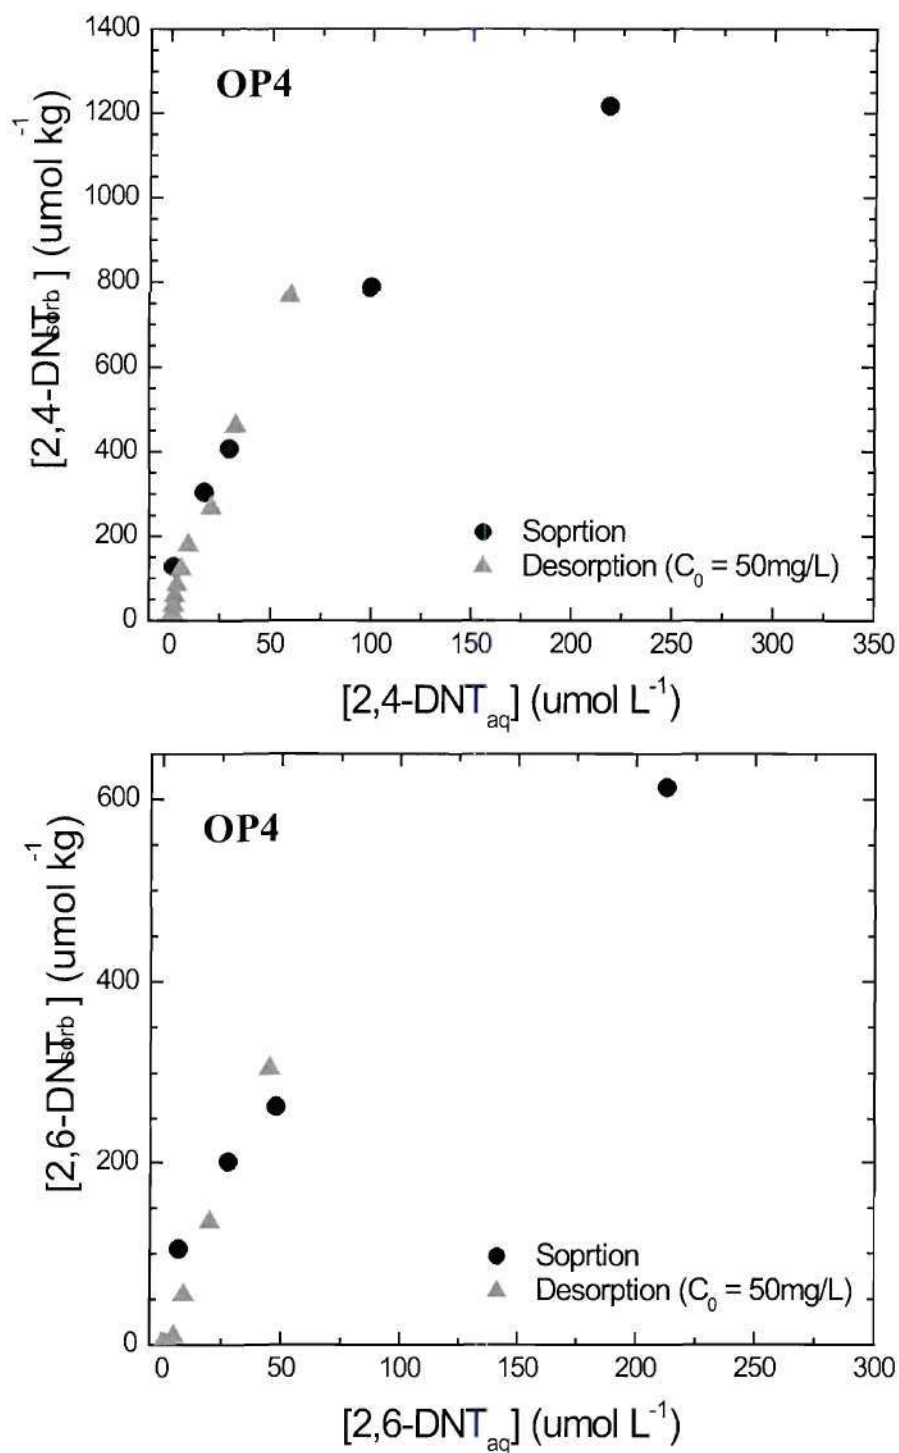 OP4
1400
1200
1000
800
600
400
200
0
[2,4-DNTsorb] (umol kg-1)
Soprtion
Desorption (C0 = 50mg/L)
0 50 100 150 200 250 300 350
[2,4-DNTaq] (umol L-1)
OP4
600
400
200
0
[2,6-DNTsorb] (umol kg-1)
Soprtion
Desorption (C0 = 50mg/L)
0 50 100 150 200 250 300
[2,6-DNTaq] (umol L-1)